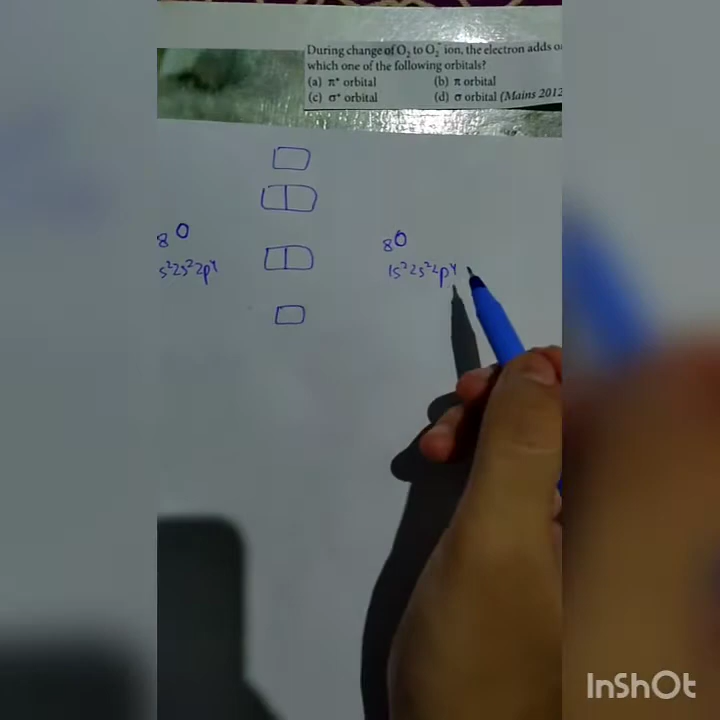 During change of O₂ to O₂⁻ ion, the electron adds o
which one of the following orbitals?
(a) π* orbital (b) π orbital
(c) σ* orbital (d) σ orbital (Mains 2012
₈O ₈O
s²2s²2p⁴ 1s²2s²2p⁴
InShOt